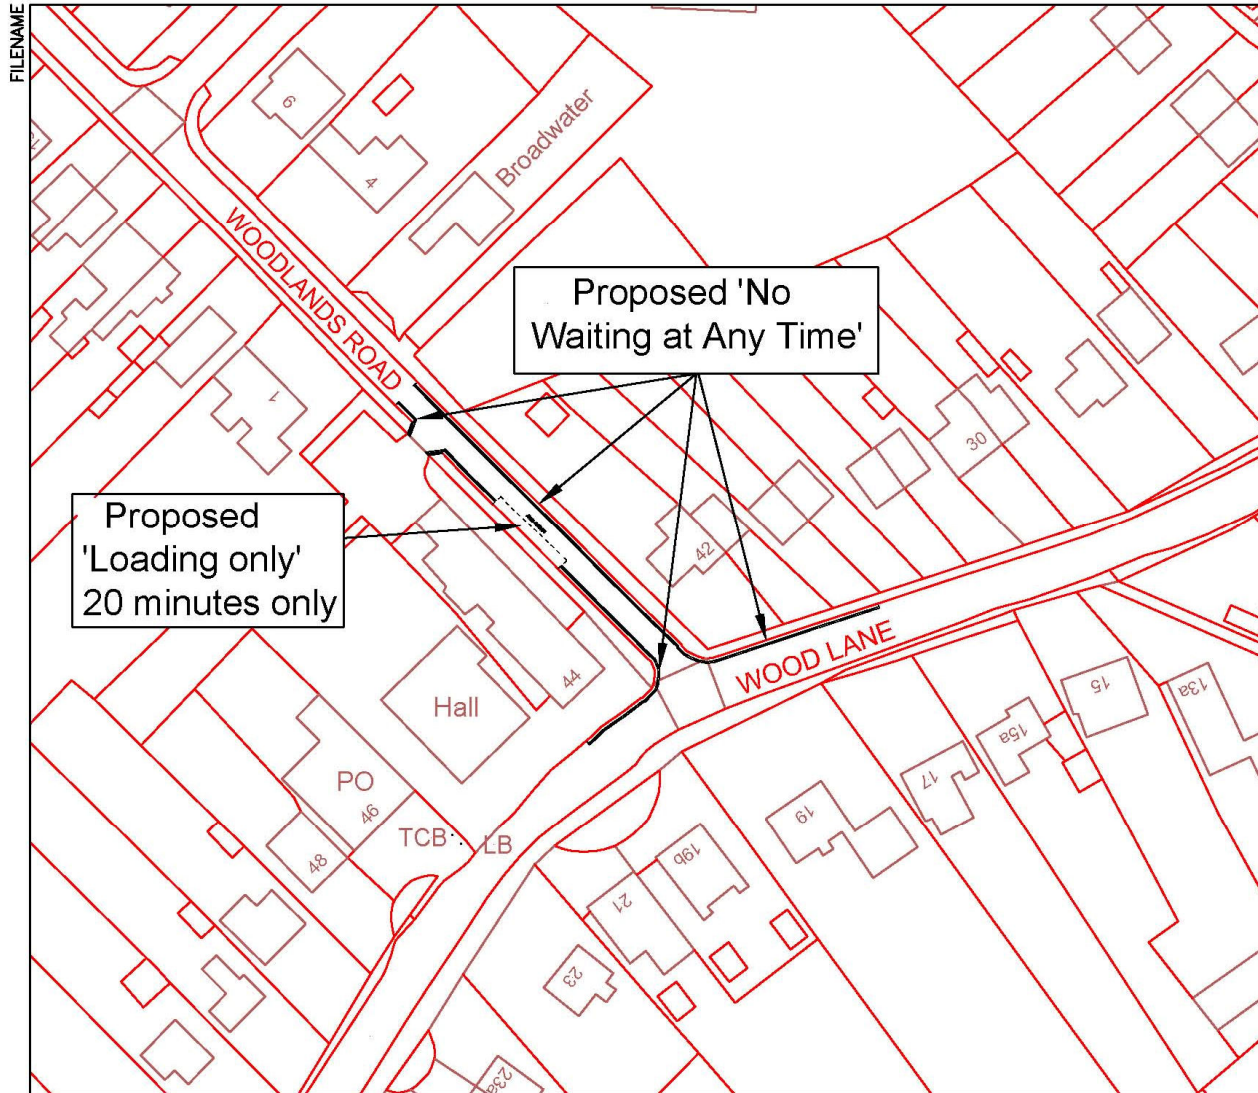 FILENAME
6
4
Broadwater
WOODLANDS ROAD
Proposed 'No
Waiting at Any Time'
1
30
Proposed
'Loading only'
20 minutes only
42
44
Hall
WOOD LANE
15
13a
15a
17
19
PO
46
TCB
LB
48
19b
21
23
23a